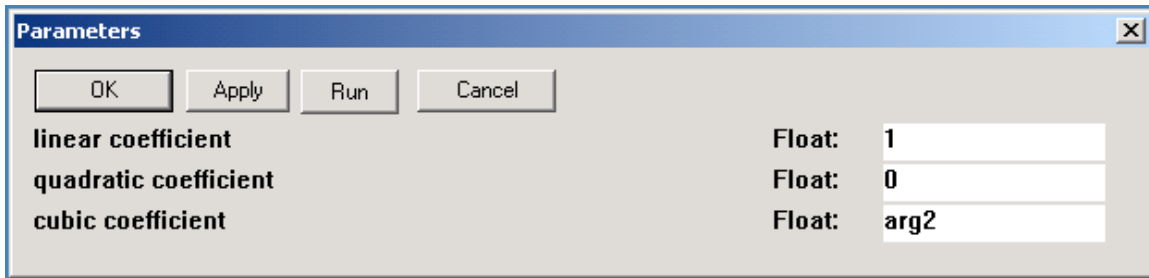 Parameters
OK Apply Run Cancel
linear coefficient Float: 1
quadratic coefficient Float: 0
cubic coefficient Float: arg2